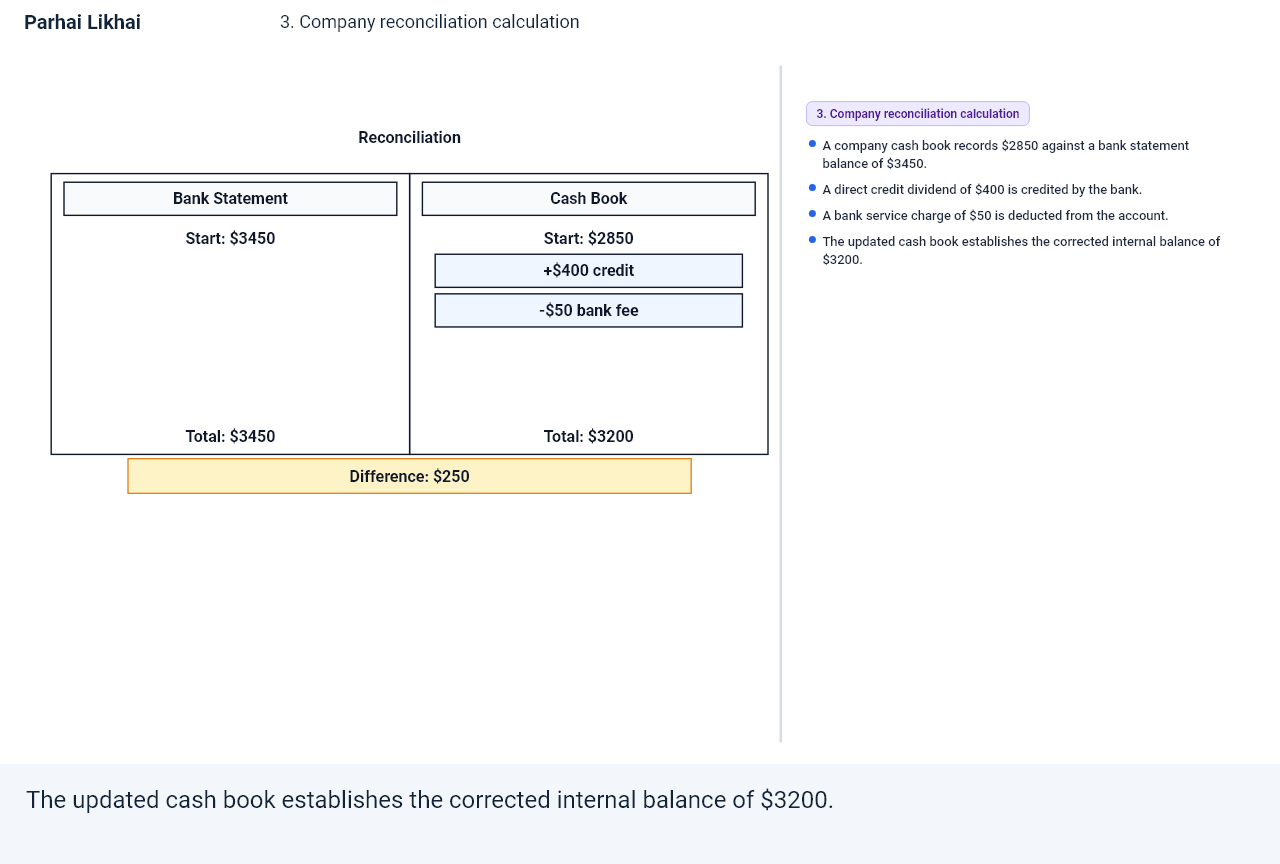 Parhai Likhai
3. Company reconciliation calculation
Reconciliation
Bank Statement
Start: $3450
Total: $3450
Cash Book
Start: $2850
+$400 credit
-$50 bank fee
Total: $3200
Difference: $250
3. Company reconciliation calculation
A company cash book records $2850 against a bank statement
balance of $3450.
A direct credit dividend of $400 is credited by the bank.
A bank service charge of $50 is deducted from the account.
The updated cash book establishes the corrected internal balance of
$3200.
The updated cash book establishes the corrected internal balance of $3200.